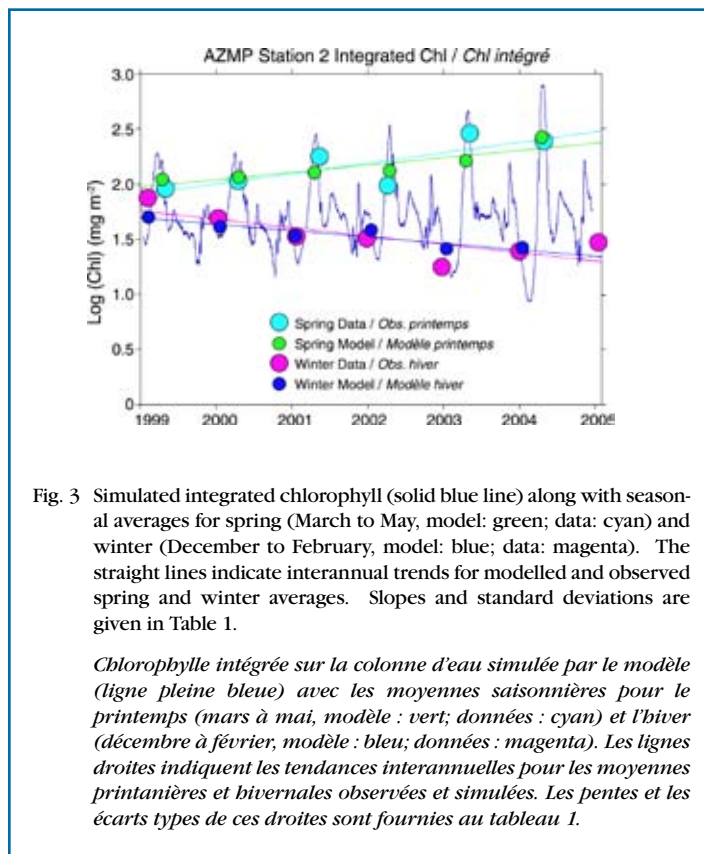 AZMP Station 2 Integrated Chl / Chl intégré
3.0
2.5
2.0
1.5
1.0
0.5
0
Log (Chl) (mg m-2)
Spring Data / Obs. printemps
Spring Model / Modèle printemps
Winter Data / Obs. hiver
Winter Model / Modèle hiver
1999 2000 2001 2002 2003 2004 2005
Fig. 3 Simulated integrated chlorophyll (solid blue line) along with season-
al averages for spring (March to May, model: green; data: cyan) and
winter (December to February, model: blue; data: magenta). The
straight lines indicate interannual trends for modelled and observed
spring and winter averages. Slopes and standard deviations are
given in Table 1.
Chlorophylle intégrée sur la colonne d'eau simulée par le modèle
(ligne pleine bleue) avec les moyennes saisonnières pour le
printemps (mars à mai, modèle : vert; données : cyan) et l'hiver
(décembre à février, modèle : bleu; données : magenta). Les lignes
droites indiquent les tendances interannuelles pour les moyennes
printanières et hivernales observées et simulées. Les pentes et les
écarts types de ces droites sont fournies au tableau 1.